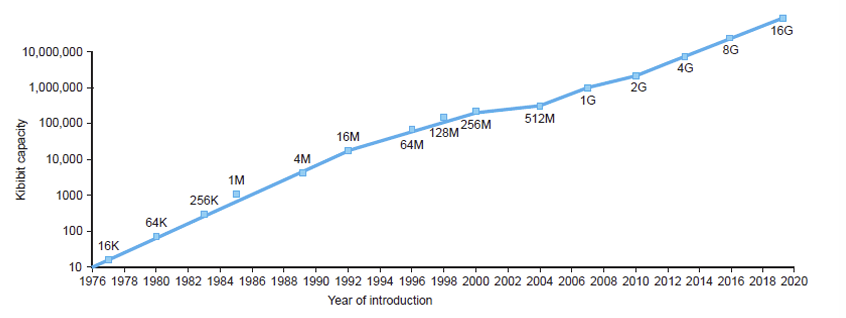 16G
10,000,000
8G
4G
1,000,000
2G
1G
100,000
512M
256M
128M
64M
16M
10,000
4M
Kibibit capacity
1M
1000
256K
64K
100
16K
10
1976 1978 1980 1982 1984 1986 1988 1990 1992 1994 1996 1998 2000 2002 2004 2006 2008 2010 2012 2014 2016 2018 2020
Year of introduction